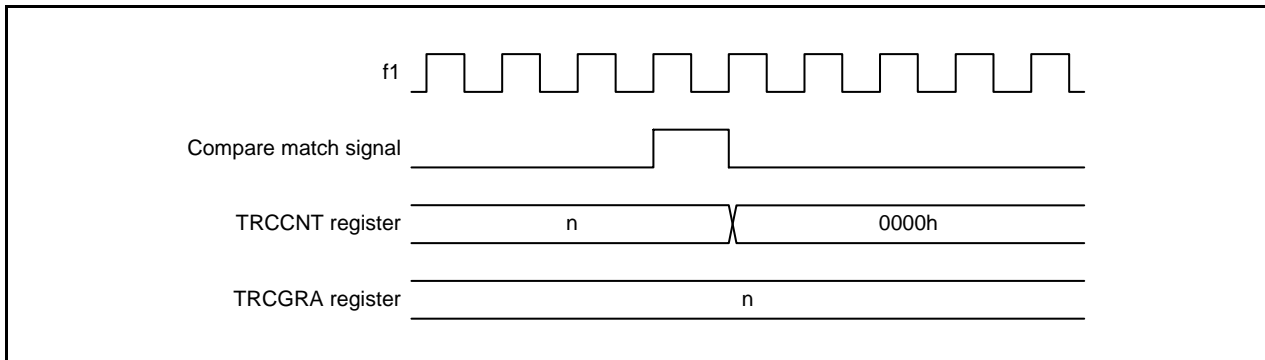 f1
Compare match signal
TRCCNT register
n
0000h
TRCGRA register
n